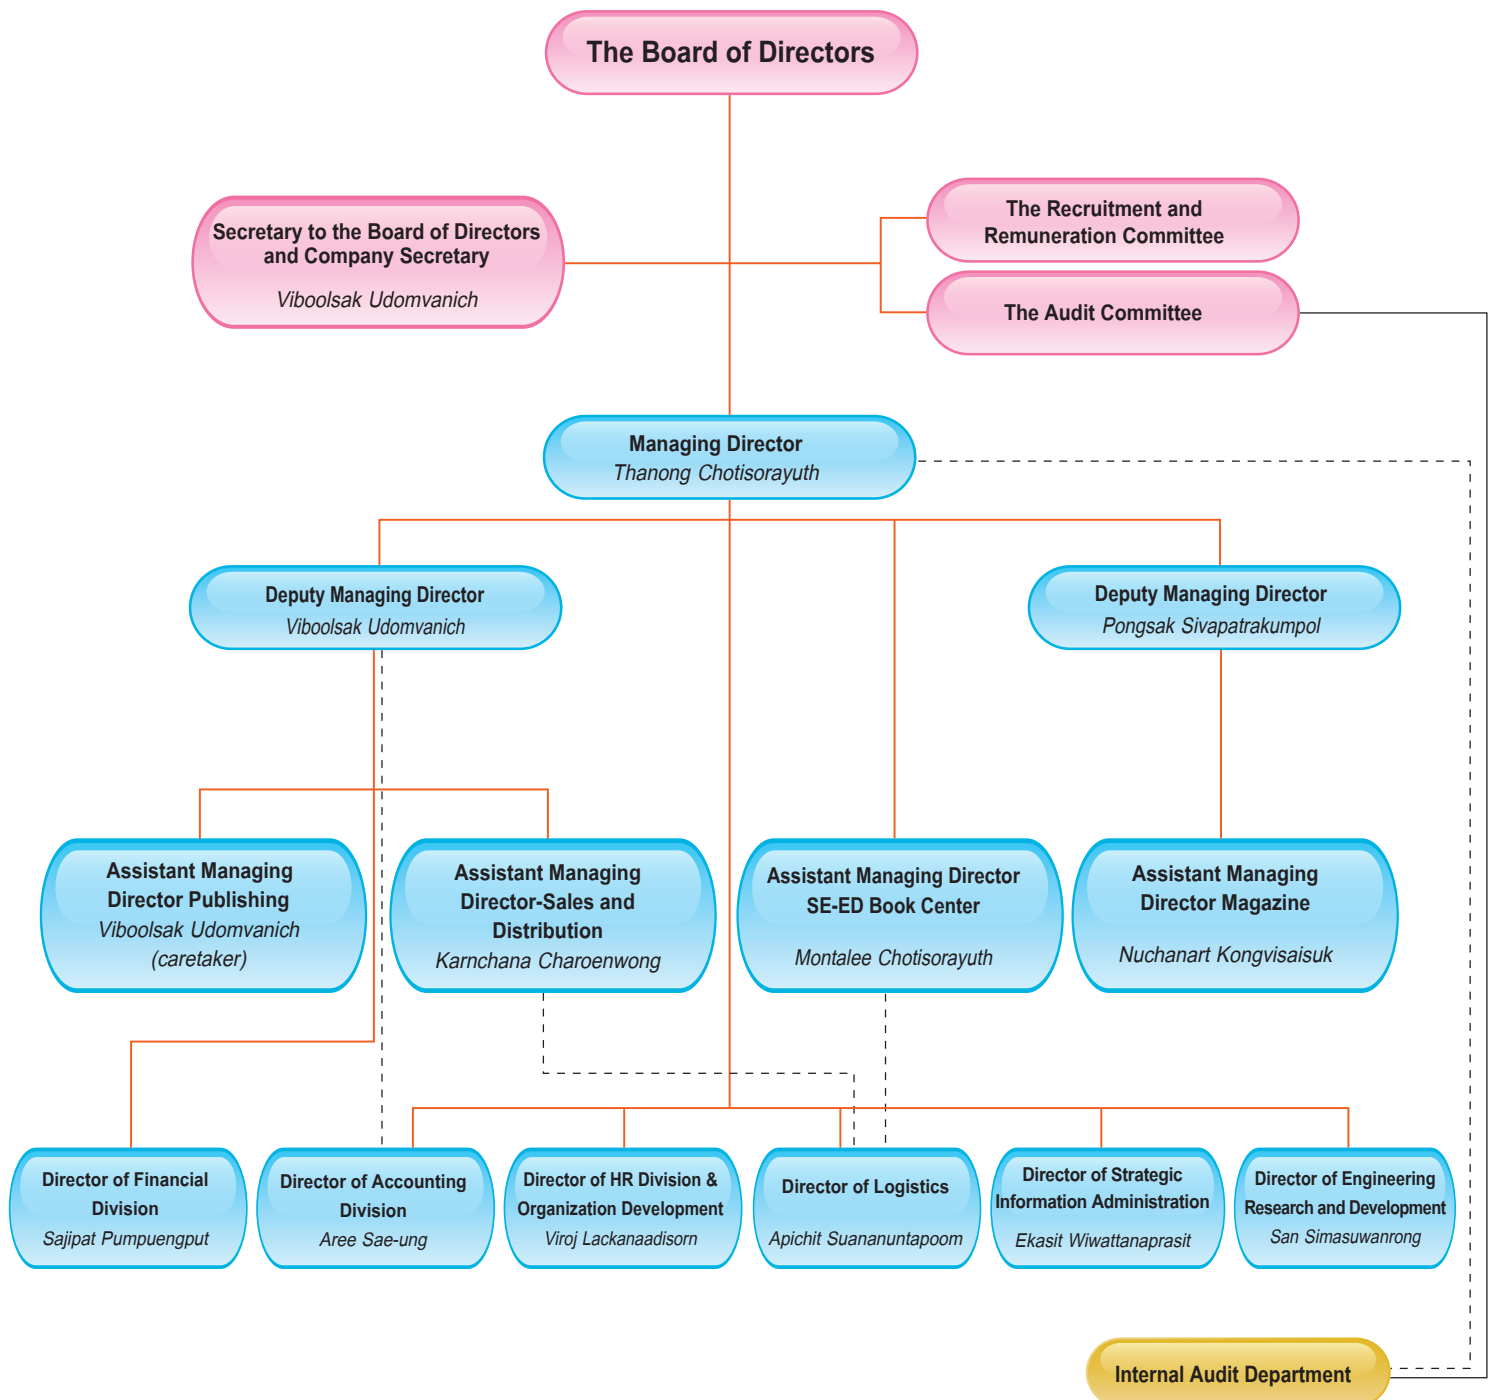 The Board of Directors
Secretary to the Board of Directors
and Company Secretary
Viboolsak Udomvanich
The Recruitment and
Remuneration Committee
The Audit Committee
Managing Director
Thanong Chotisorayuth
Deputy Managing Director
Viboolsak Udomvanich
Deputy Managing Director
Pongsak Sivapatrakumpol
Assistant Managing
Director Publishing
Viboolsak Udomvanich
(caretaker)
Assistant Managing
Director-Sales and
Distribution
Karnchana Charoenwong
Assistant Managing Director
SE-ED Book Center
Montalee Chotisorayuth
Assistant Managing
Director Magazine
Nuchanart Kongvisaisuk
Director of Financial
Division
Sajipat Pumpuengput
Director of Accounting
Division
Aree Sae-ung
Director of HR Division &
Organization Development
Viroj Lackanaadisorn
Director of Logistics
Apichit Suananuntapoom
Director of Strategic
Information Administration
Ekasit Wiwattanaprasit
Director of Engineering
Research and Development
San Simasuwanrong
Internal Audit Department